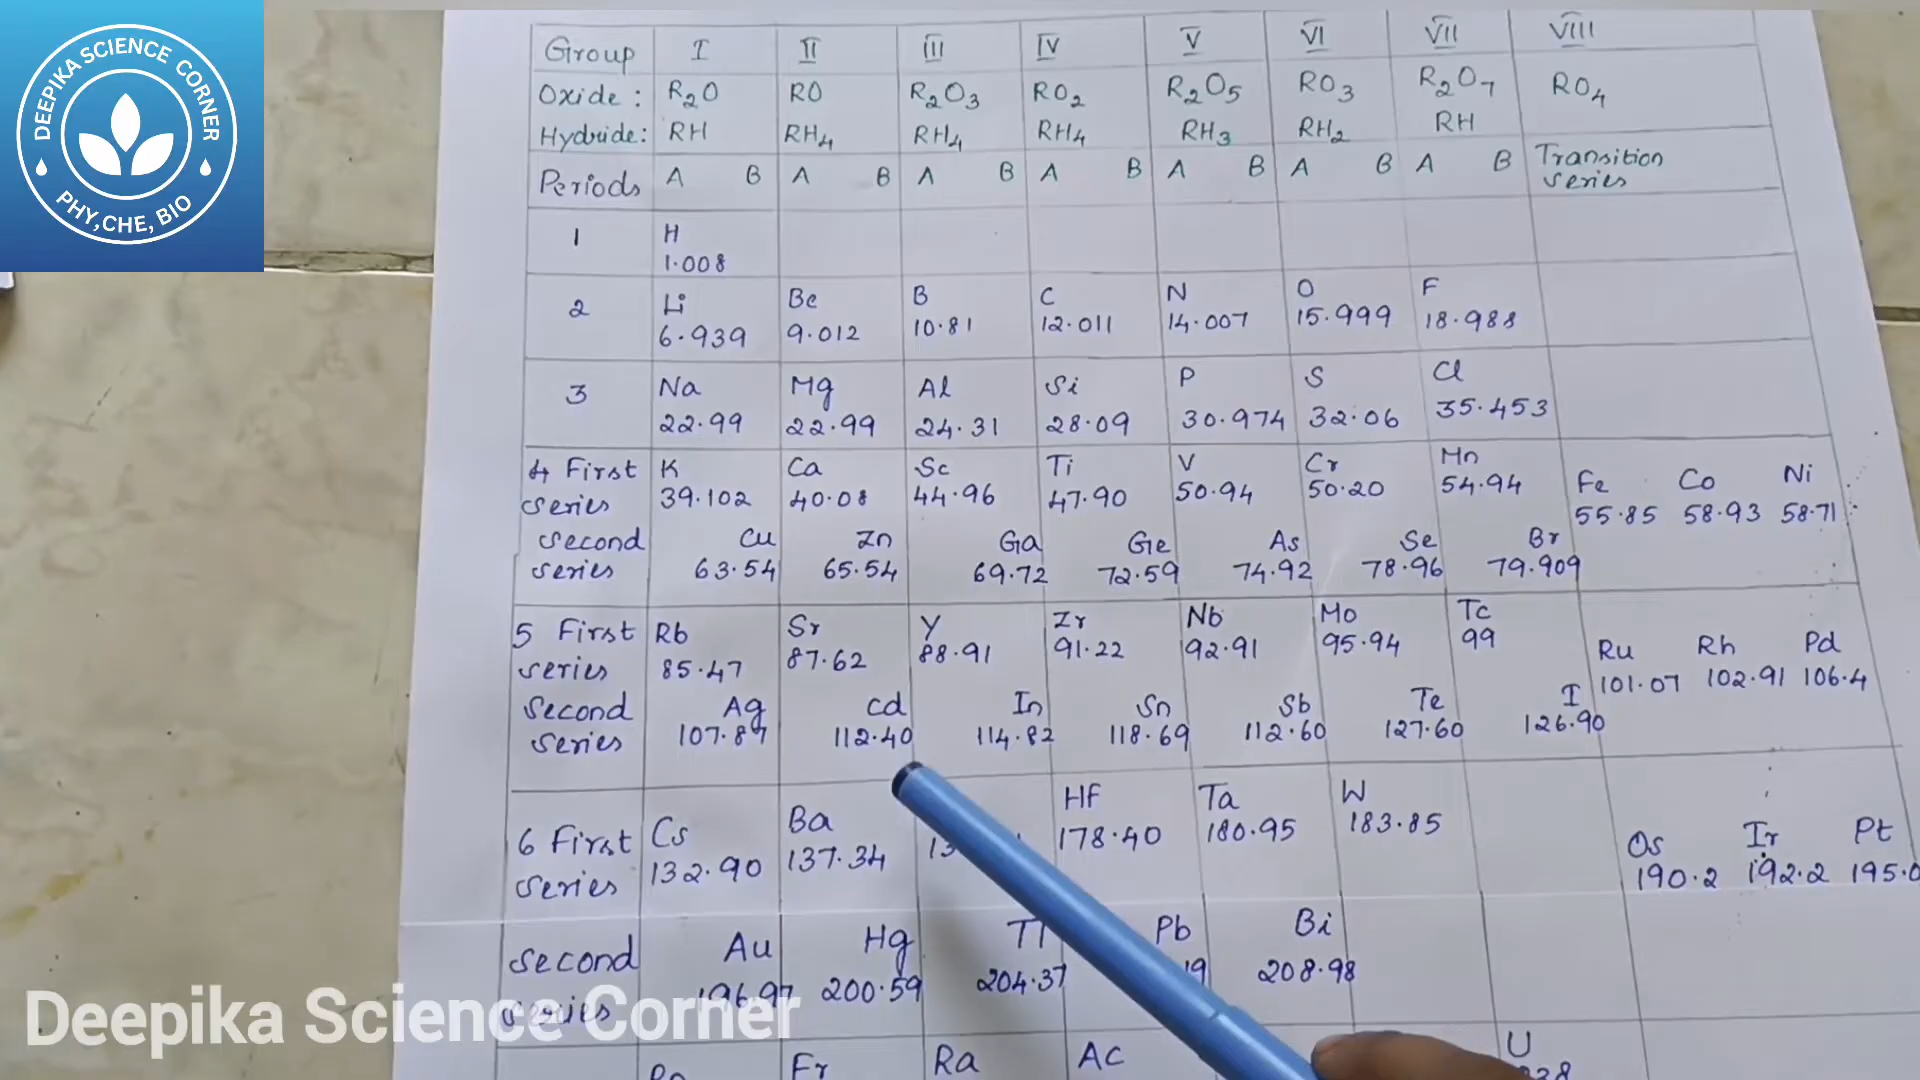 DEEPIKA SCIENCE CORNER
PHY,CHE, BIO
Group I II III IV V VI VII VIII
Oxide : R2O RO R2O3 RO2 R2O5 RO3 R2O7 RO4
Hydride: RH RH4 RH4 RH4 RH3 RH2 RH
Periods A B A B A B A B A B A B A B Transition series
1 H
1.008
2 Li Be B C N O F
6.939 9.012 10.81 12.011 14.007 15.999 18.988
3 Na Mg Al Si P S Cl
22.99 22.99 24.31 28.09 30.974 32.06 35.453
4 First K Ca Sc Ti V Cr Mn Fe Co Ni
series 39.102 40.08 44.96 47.90 50.94 50.20 54.94 55.85 58.93 58.71
second Cu Zn Ga Ge As Se Br
series 63.54 65.54 69.72 72.59 74.92 78.96 79.909
5 First Rb Sr Y Zr Nb Mo Tc Ru Rh Pd
series 85.47 87.62 88.91 91.22 92.91 95.94 99 101.07 102.91 106.4
Second Ag Cd In Sn Sb Te I
series 107.87 112.40 114.82 118.69 112.60 127.60 126.90
6 First Cs Ba Hf Ta W Os Ir Pt
series 132.90 137.34 178.40 180.95 183.85 190.2 192.2
second Au Hg Tl Pb Bi
series 196.97 200.59 204.37 208.98
Fr Ra AC U
Deepika Science Corner